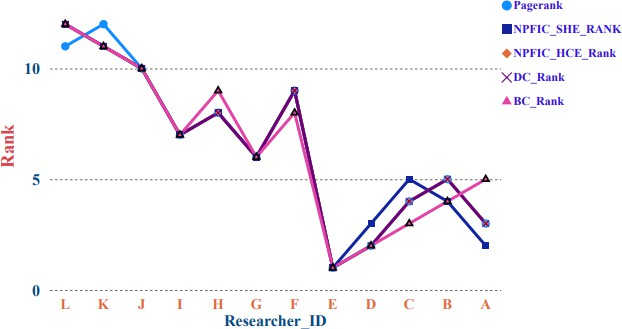 Pagerank
NPFIC_SHE_RANK
NPFIC_HCE_Rank
DC_Rank
BC_Rank
10
5
0
Rank
L K J I H G F E D C B A
Researcher_ID